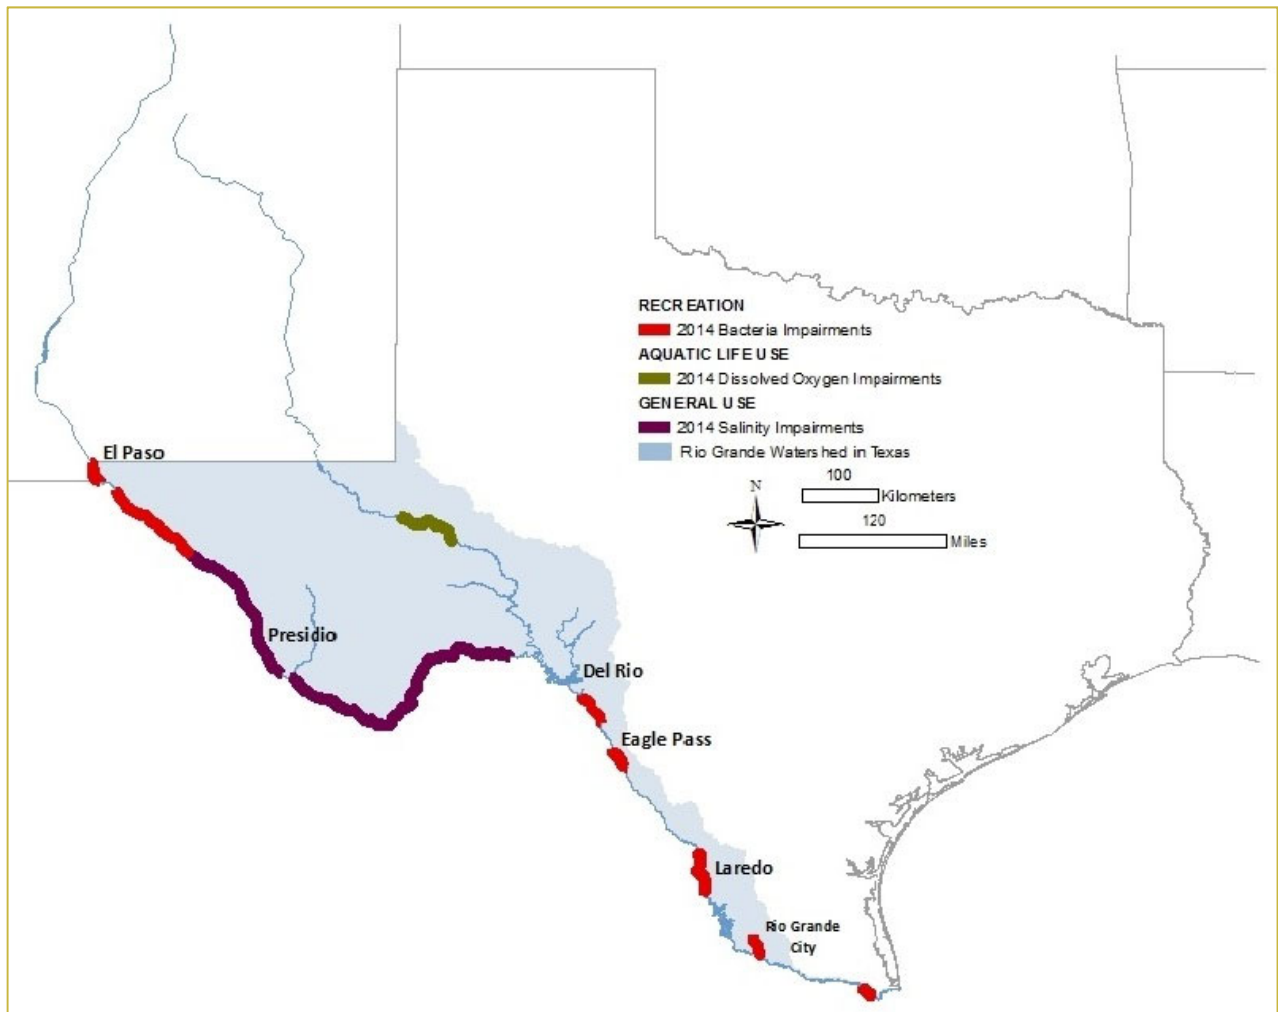 RECREATION
2014 Bacteria Impairments
AQUATIC LIFE USE
2014 Dissolved Oxygen Impairments
GENERAL USE
2014 Salinity Impairments
Rio Grande Watershed in Texas
N
100
Kilometers
120
Miles
El Paso
Presidio
Del Rio
Eagle Pass
Laredo
Rio Grande
City